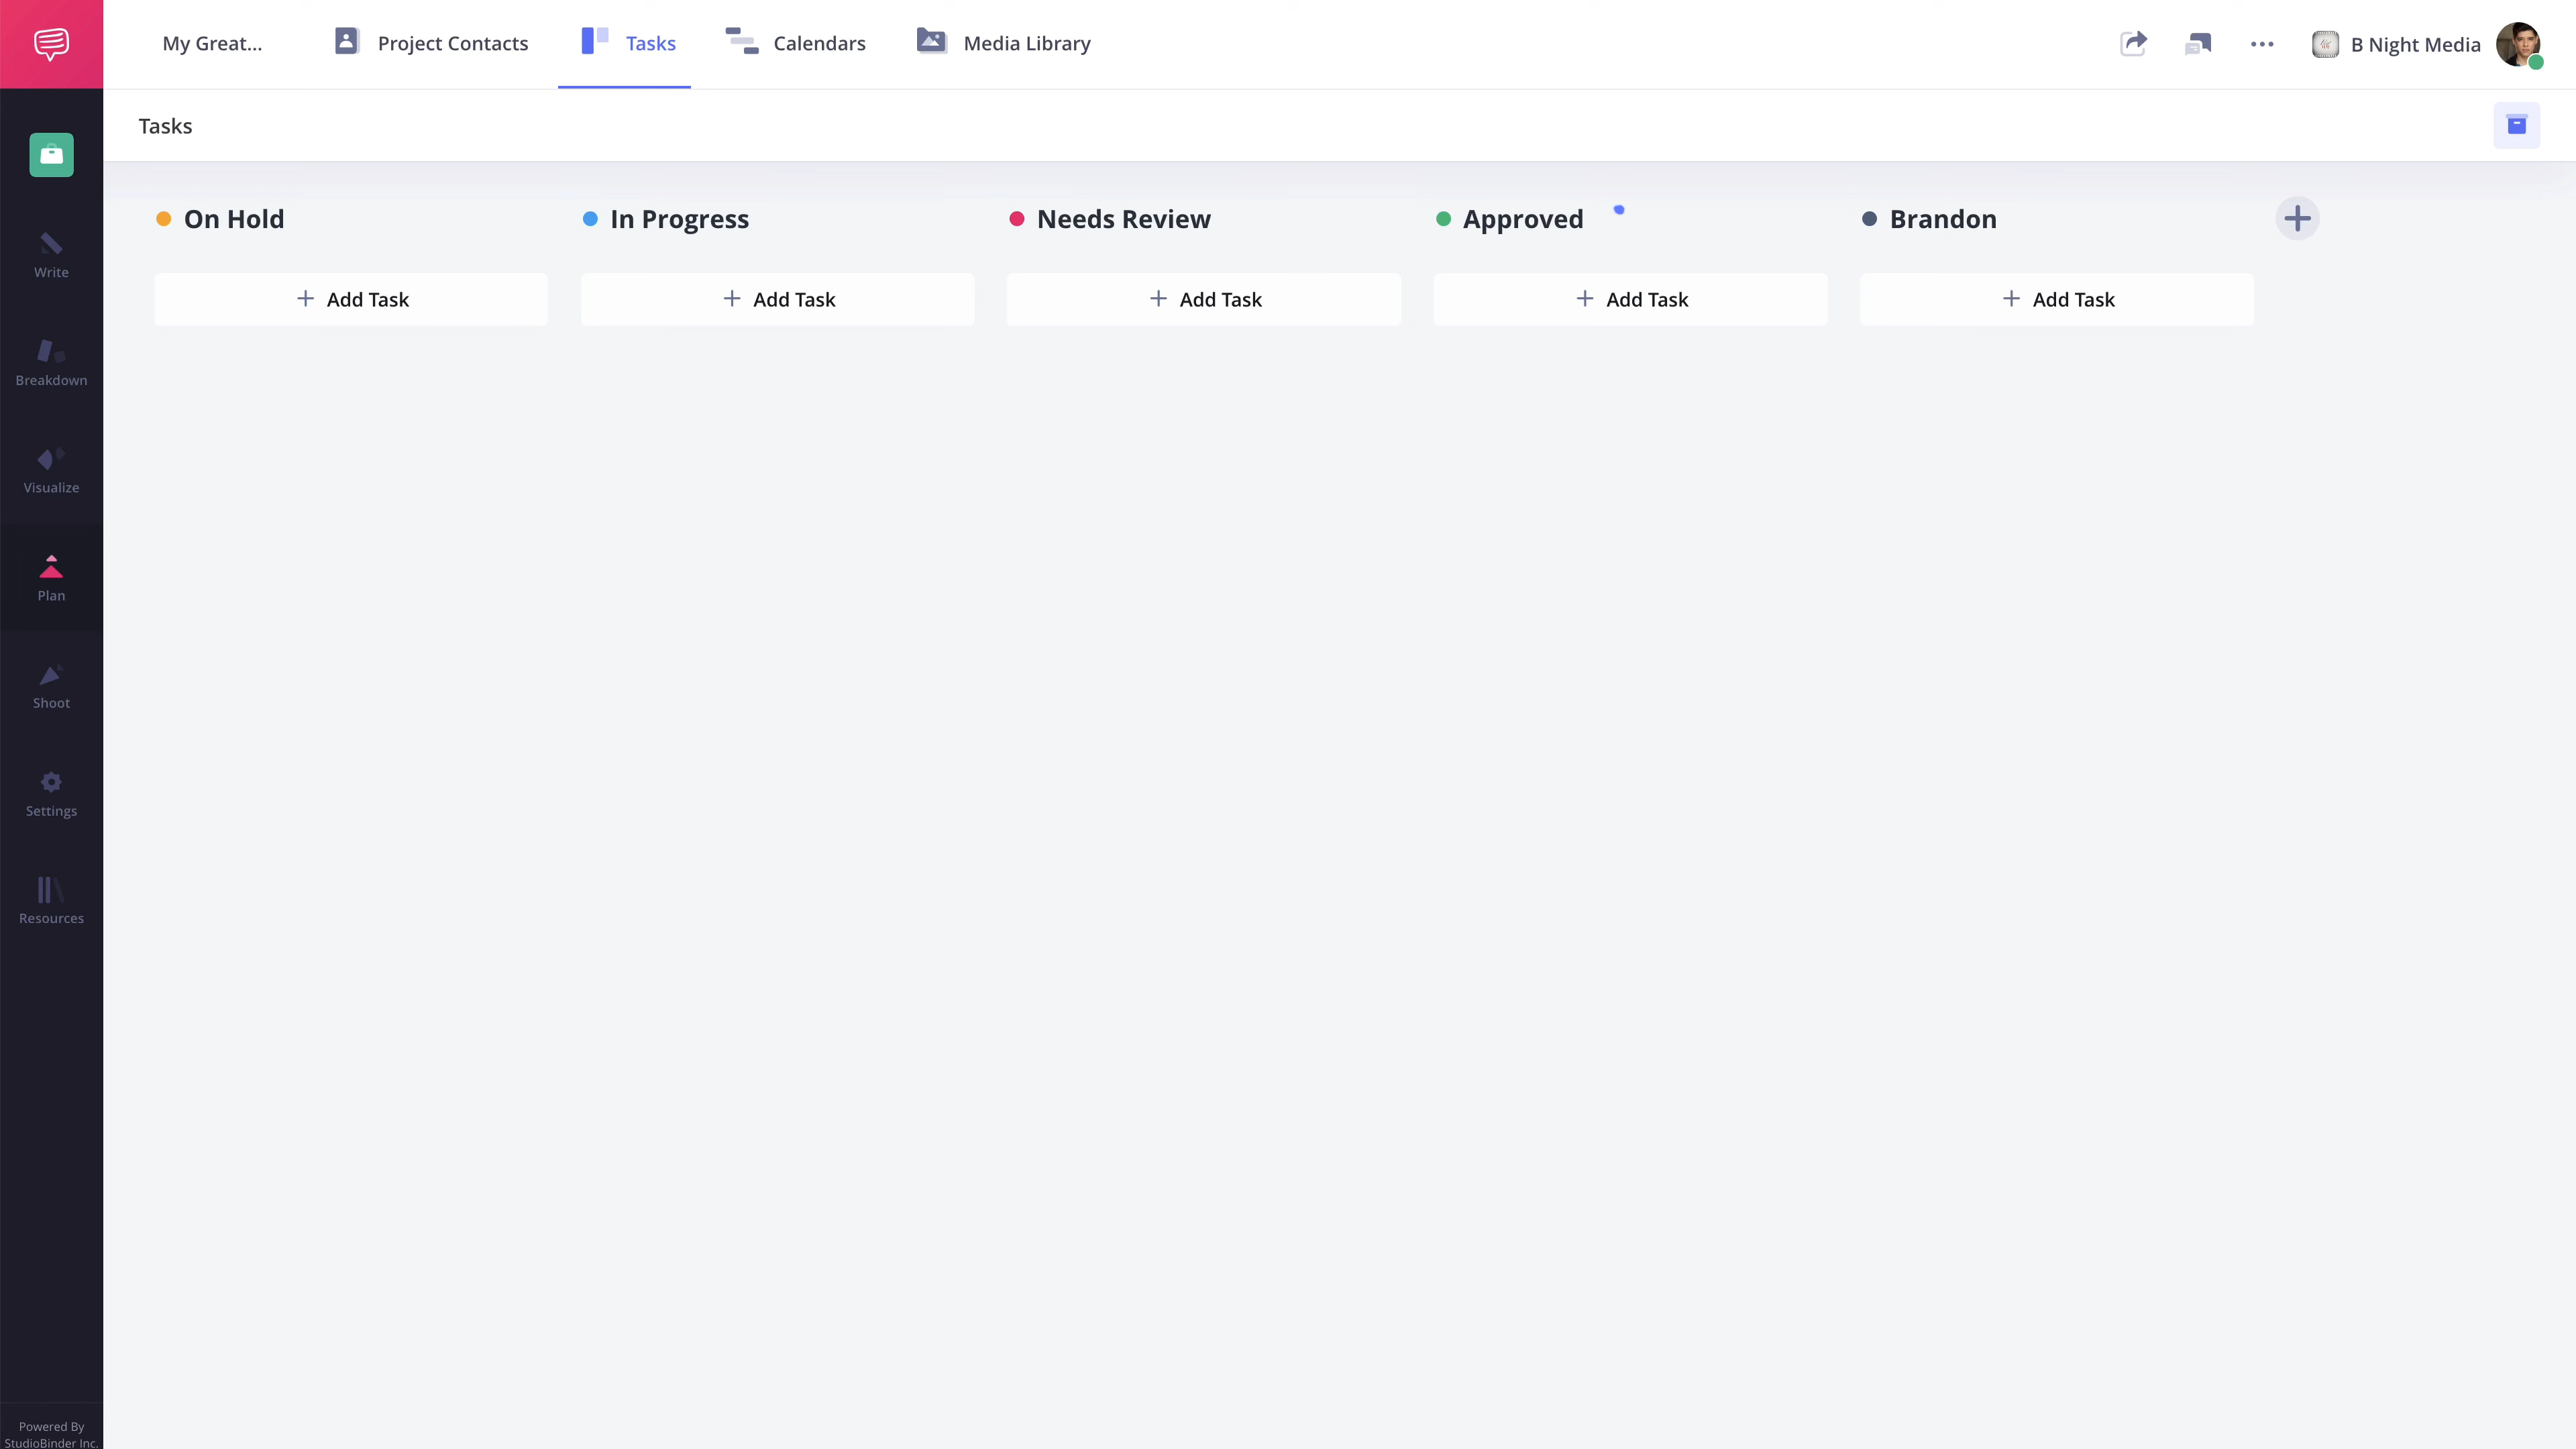 My Great...
Project Contacts
Tasks
Calendars
Media Library
B Night Media
Tasks
On Hold
In Progress
Needs Review
Approved
Brandon
Add Task
Add Task
Add Task
Add Task
Add Task
Write
Breakdown
Visualize
Plan
Shoot
Settings
Resources
Powered By
StudioBinder Inc.